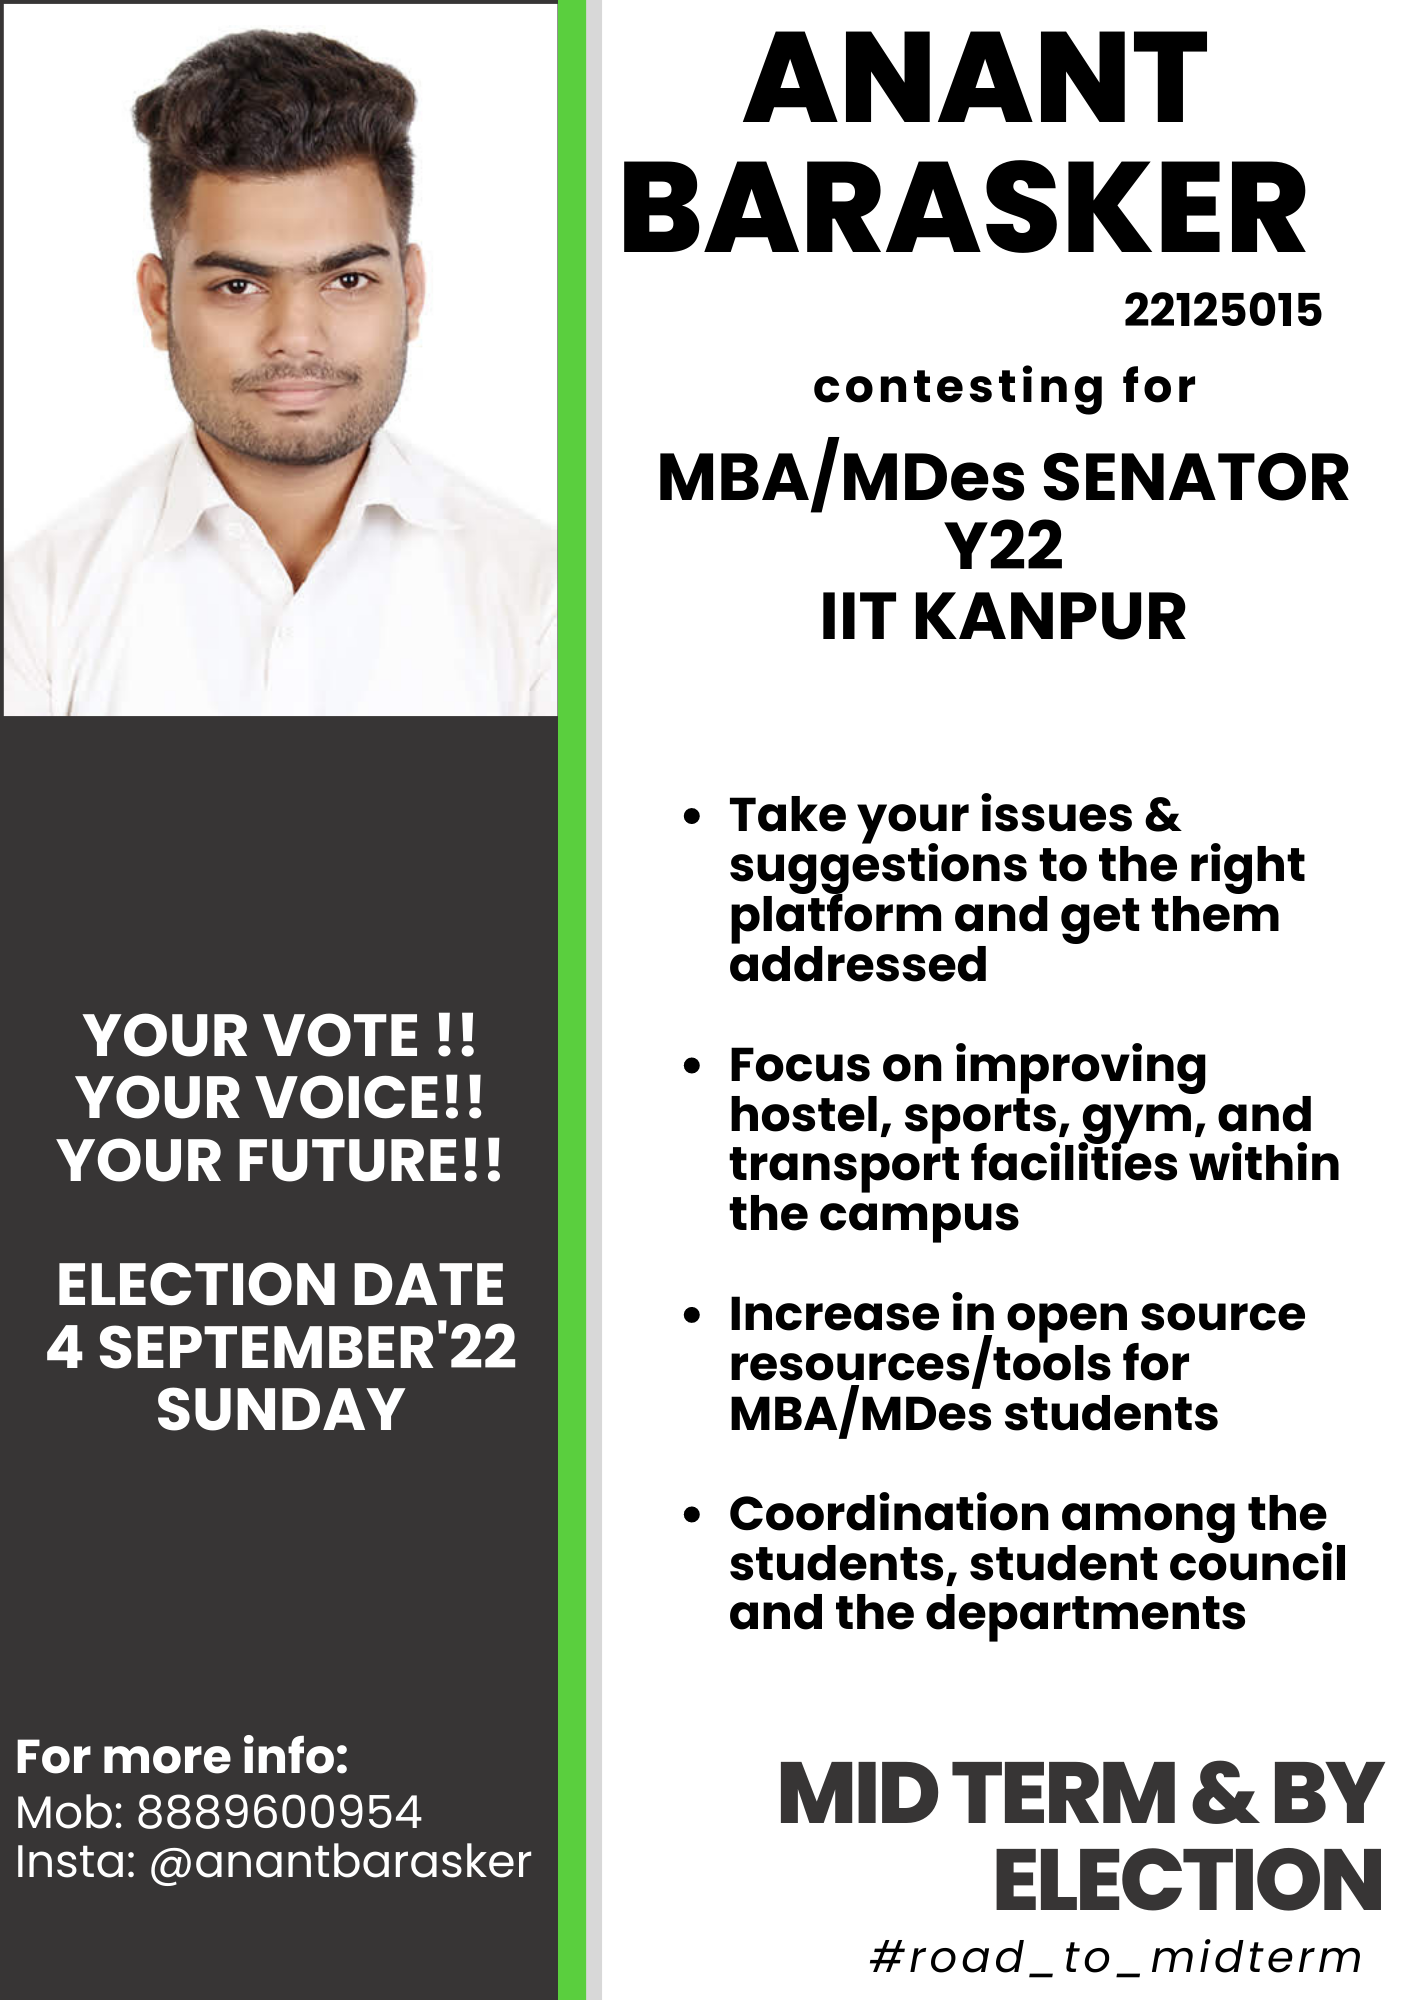 ANANT
BARASKER
22125015
contesting for
MBA/MDes SENATOR
Y22
IIT KANPUR
• Take your issues &
suggestions to the right
platform and get them
addressed
• Focus on improving
hostel, sports, gym, and
transport facilities within
the campus
• Increase in open source
resources/tools for
MBA/MDes students
• Coordination among the
students, student council
and the departments
YOUR VOTE !!
YOUR VOICE!!
YOUR FUTURE!!
ELECTION DATE
4 SEPTEMBER'22
SUNDAY
For more info:
Mob: 8889600954
Insta: @anantbarasker
MID TERM & BY
ELECTION
#road_to_midterm